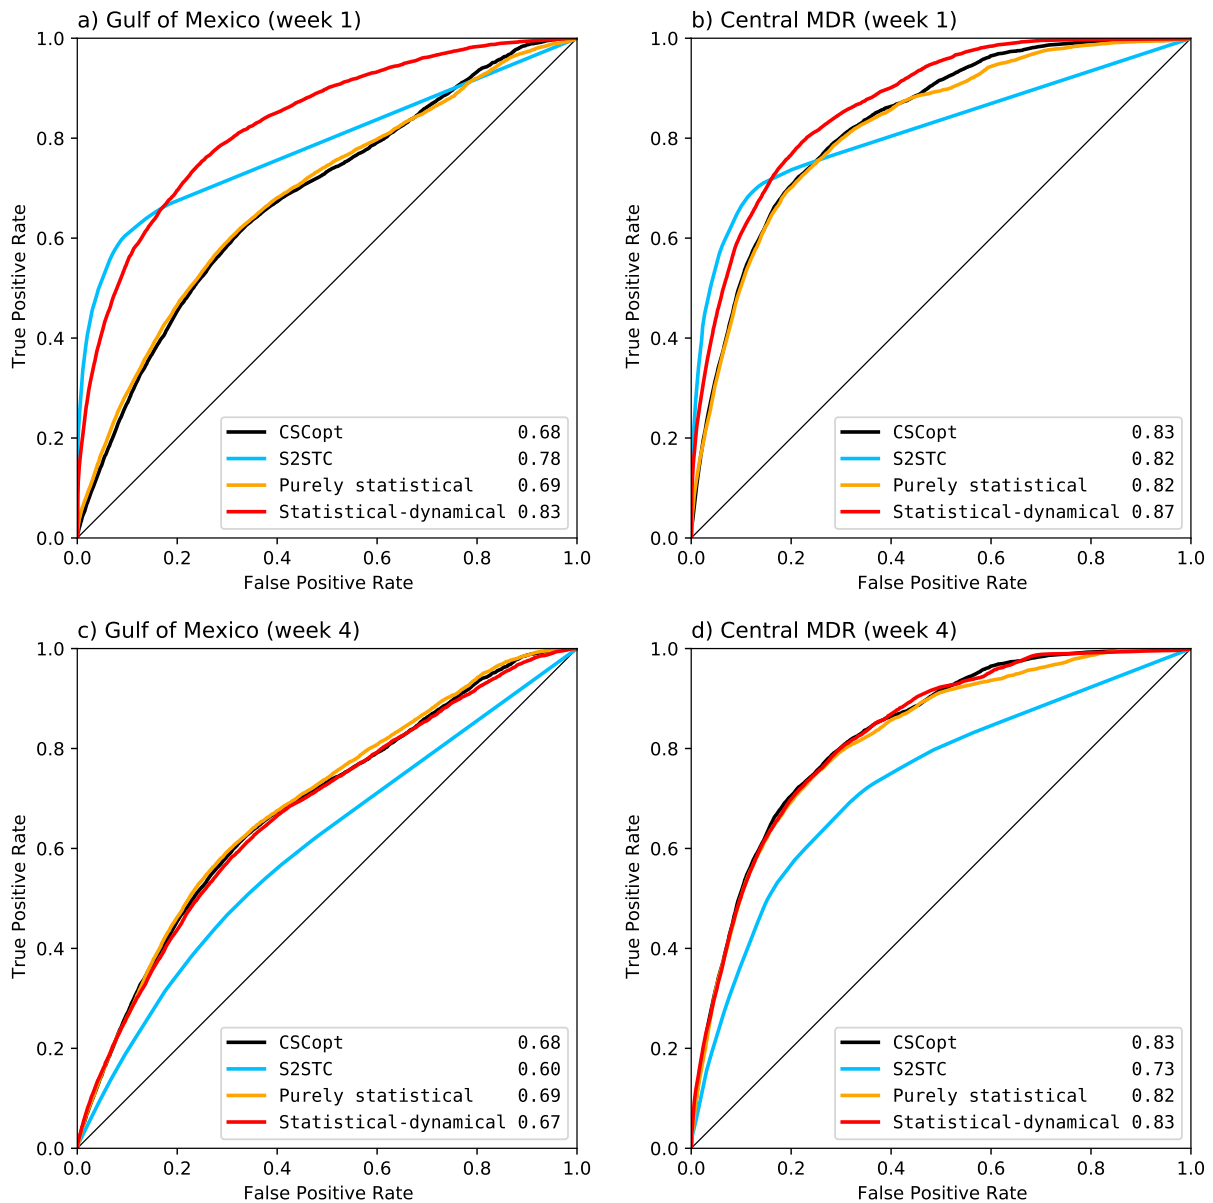 a) Gulf of Mexico (week 1)
True Positive Rate
1.0
0.8
0.6
0.4
0.2
0.0
CSCopt 0.68
S2STC 0.78
Purely statistical 0.69
Statistical-dynamical 0.83
0.0 0.2 0.4 0.6 0.8 1.0
False Positive Rate
b) Central MDR (week 1)
True Positive Rate
1.0
0.8
0.6
0.4
0.2
0.0
CSCopt 0.83
S2STC 0.82
Purely statistical 0.82
Statistical-dynamical 0.87
0.0 0.2 0.4 0.6 0.8 1.0
False Positive Rate
c) Gulf of Mexico (week 4)
True Positive Rate
1.0
0.8
0.6
0.4
0.2
0.0
CSCopt 0.68
S2STC 0.60
Purely statistical 0.69
Statistical-dynamical 0.67
0.0 0.2 0.4 0.6 0.8 1.0
False Positive Rate
d) Central MDR (week 4)
True Positive Rate
1.0
0.8
0.6
0.4
0.2
0.0
CSCopt 0.83
S2STC 0.73
Purely statistical 0.82
Statistical-dynamical 0.83
0.0 0.2 0.4 0.6 0.8 1.0
False Positive Rate